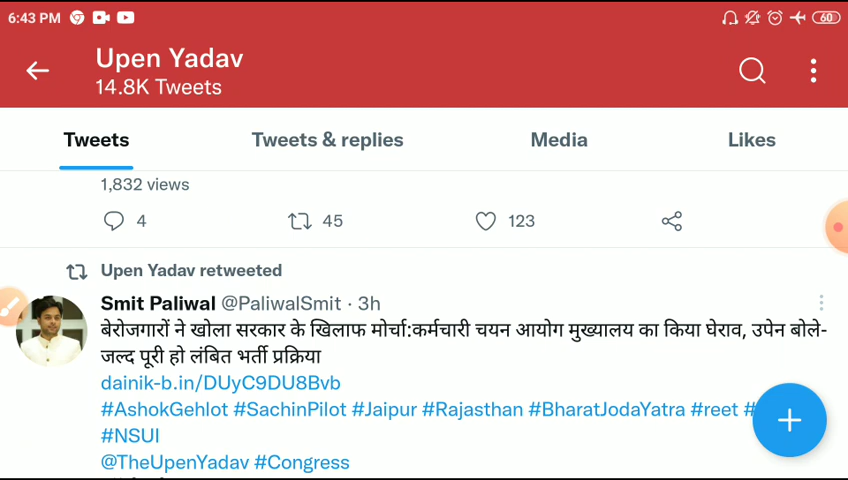 6:43 PM
60
Upen Yadav
14.8K Tweets
Tweets
Tweets & replies
Media
Likes
1,832 views
4
45
123
Upen Yadav retweeted
Smit Paliwal @PaliwalSmit · 3h
बेरोजगारों ने खोला सरकार के खिलाफ मोर्चा:कर्मचारी चयन आयोग मुख्यालय का किया घेराव, उपेन बोले-
जल्द पूरी हो लंबित भर्ती प्रक्रिया
dainik-b.in/DUyC9DU8Bvb
#AshokGehlot #SachinPilot #Jaipur #Rajasthan #BharatJodaYatra #reet #
#NSUI
@TheUpenYadav #Congress